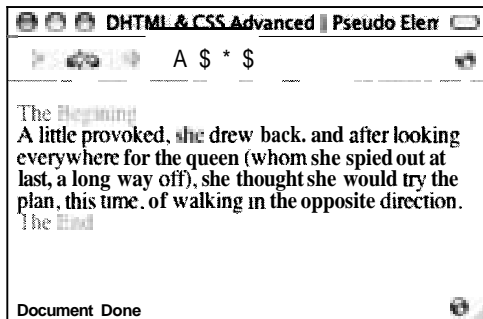 DHTML & CSS Advanced || Pseudo Elem
A $ * $
The Begining
A little provoked, she drew back. and after looking
everywhere for the queen (whom she spied out at
last, a long way off), she thought she would try the
plan, this time. of walking in the opposite direction.
The End
Document Done